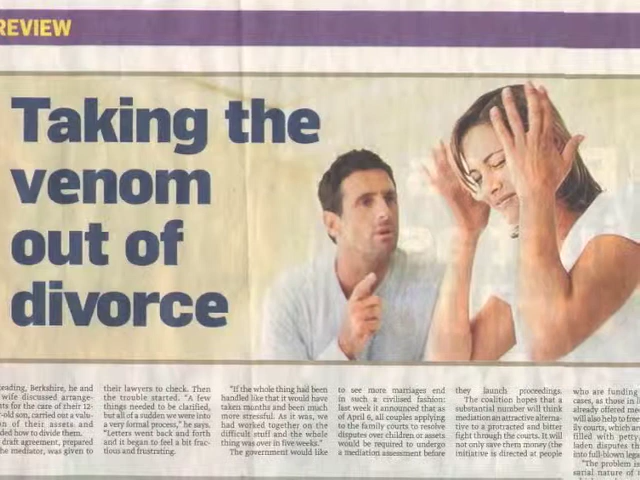 REVIEW
Taking the
venom
out of
divorce
eading, Berkshire, he and
wife discussed arrange-
ts for the care of their 12-
-old son, carried out a valu-
n of their assets and
ded how to divide them.
draft agreement, prepared
he mediator, was given to
their lawyers to check. Then
the trouble started. “A few
things needed to be clarified,
but all of a sudden we were into
a very formal process,” he says.
“Letters went back and forth
and it began to feel a bit frac-
tious and frustrating.
“If the whole thing had been
handled like that it would have
taken months and been much
more stressful. As it was, we
had worked together on the
difficult stuff and the whole
thing was over in five weeks.”
The government would like
to see more marriages end
in such a civilised fashion:
last week it announced that as
of April 6, all couples applying
to the family courts to resolve
disputes over children or assets
would be required to undergo
a mediation assessment before
they launch proceedings.
The coalition hopes that a
substantial number will think
mediation an attractive alterna-
tive to a protracted and bitter
fight through the courts. It will
not only save them money (the
initiative is directed at people
who are funding
cases, as those in l
already offered me
will also help to free
ily courts, which are
filled with petty,
laden disputes th
into full-blown lega
“The problem is
sarial nature of